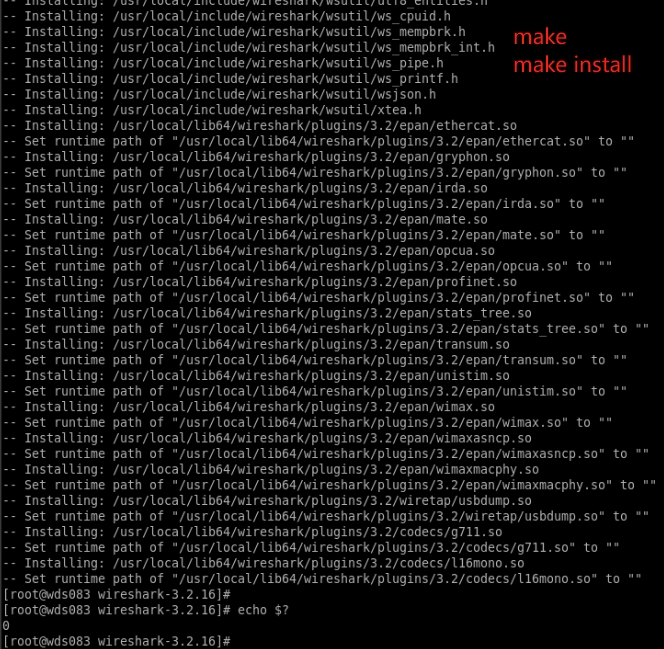 -- Installing: /usr/local/include/wireshark/wsutil/utf8_entities.h
-- Installing: /usr/local/include/wireshark/wsutil/ws_cpuid.h
-- Installing: /usr/local/include/wireshark/wsutil/ws_mempbrk.h
-- Installing: /usr/local/include/wireshark/wsutil/ws_mempbrk_int.h
-- Installing: /usr/local/include/wireshark/wsutil/ws_pipe.h
-- Installing: /usr/local/include/wireshark/wsutil/ws_printf.h
-- Installing: /usr/local/include/wireshark/wsutil/wsjson.h
-- Installing: /usr/local/include/wireshark/wsutil/xtea.h
make
make install
-- Installing: /usr/local/lib64/wireshark/plugins/3.2/epan/ethercat.so
-- Set runtime path of "/usr/local/lib64/wireshark/plugins/3.2/epan/ethercat.so" to ""
-- Installing: /usr/local/lib64/wireshark/plugins/3.2/epan/gryphon.so
-- Set runtime path of "/usr/local/lib64/wireshark/plugins/3.2/epan/gryphon.so" to ""
-- Installing: /usr/local/lib64/wireshark/plugins/3.2/epan/irda.so
-- Set runtime path of "/usr/local/lib64/wireshark/plugins/3.2/epan/irda.so" to ""
-- Installing: /usr/local/lib64/wireshark/plugins/3.2/epan/mate.so
-- Set runtime path of "/usr/local/lib64/wireshark/plugins/3.2/epan/mate.so" to ""
-- Installing: /usr/local/lib64/wireshark/plugins/3.2/epan/opcua.so
-- Set runtime path of "/usr/local/lib64/wireshark/plugins/3.2/epan/opcua.so" to ""
-- Installing: /usr/local/lib64/wireshark/plugins/3.2/epan/profinet.so
-- Set runtime path of "/usr/local/lib64/wireshark/plugins/3.2/epan/profinet.so" to ""
-- Installing: /usr/local/lib64/wireshark/plugins/3.2/epan/stats_tree.so
-- Set runtime path of "/usr/local/lib64/wireshark/plugins/3.2/epan/stats_tree.so" to ""
-- Installing: /usr/local/lib64/wireshark/plugins/3.2/epan/transum.so
-- Set runtime path of "/usr/local/lib64/wireshark/plugins/3.2/epan/transum.so" to ""
-- Installing: /usr/local/lib64/wireshark/plugins/3.2/epan/unistim.so
-- Set runtime path of "/usr/local/lib64/wireshark/plugins/3.2/epan/unistim.so" to ""
-- Installing: /usr/local/lib64/wireshark/plugins/3.2/epan/wimax.so
-- Set runtime path of "/usr/local/lib64/wireshark/plugins/3.2/epan/wimax.so" to ""
-- Installing: /usr/local/lib64/wireshark/plugins/3.2/epan/wimaxasncp.so
-- Set runtime path of "/usr/local/lib64/wireshark/plugins/3.2/epan/wimaxasncp.so" to ""
-- Installing: /usr/local/lib64/wireshark/plugins/3.2/epan/wimaxmacphy.so
-- Set runtime path of "/usr/local/lib64/wireshark/plugins/3.2/epan/wimaxmacphy.so" to ""
-- Installing: /usr/local/lib64/wireshark/plugins/3.2/wiretap/usbdump.so
-- Set runtime path of "/usr/local/lib64/wireshark/plugins/3.2/wiretap/usbdump.so" to ""
-- Installing: /usr/local/lib64/wireshark/plugins/3.2/codecs/g711.so
-- Set runtime path of "/usr/local/lib64/wireshark/plugins/3.2/codecs/g711.so" to ""
-- Installing: /usr/local/lib64/wireshark/plugins/3.2/codecs/l16mono.so
-- Set runtime path of "/usr/local/lib64/wireshark/plugins/3.2/codecs/l16mono.so" to ""
[root@wds083 wireshark-3.2.16]#
[root@wds083 wireshark-3.2.16]# echo $?
0
[root@wds083 wireshark-3.2.16]#